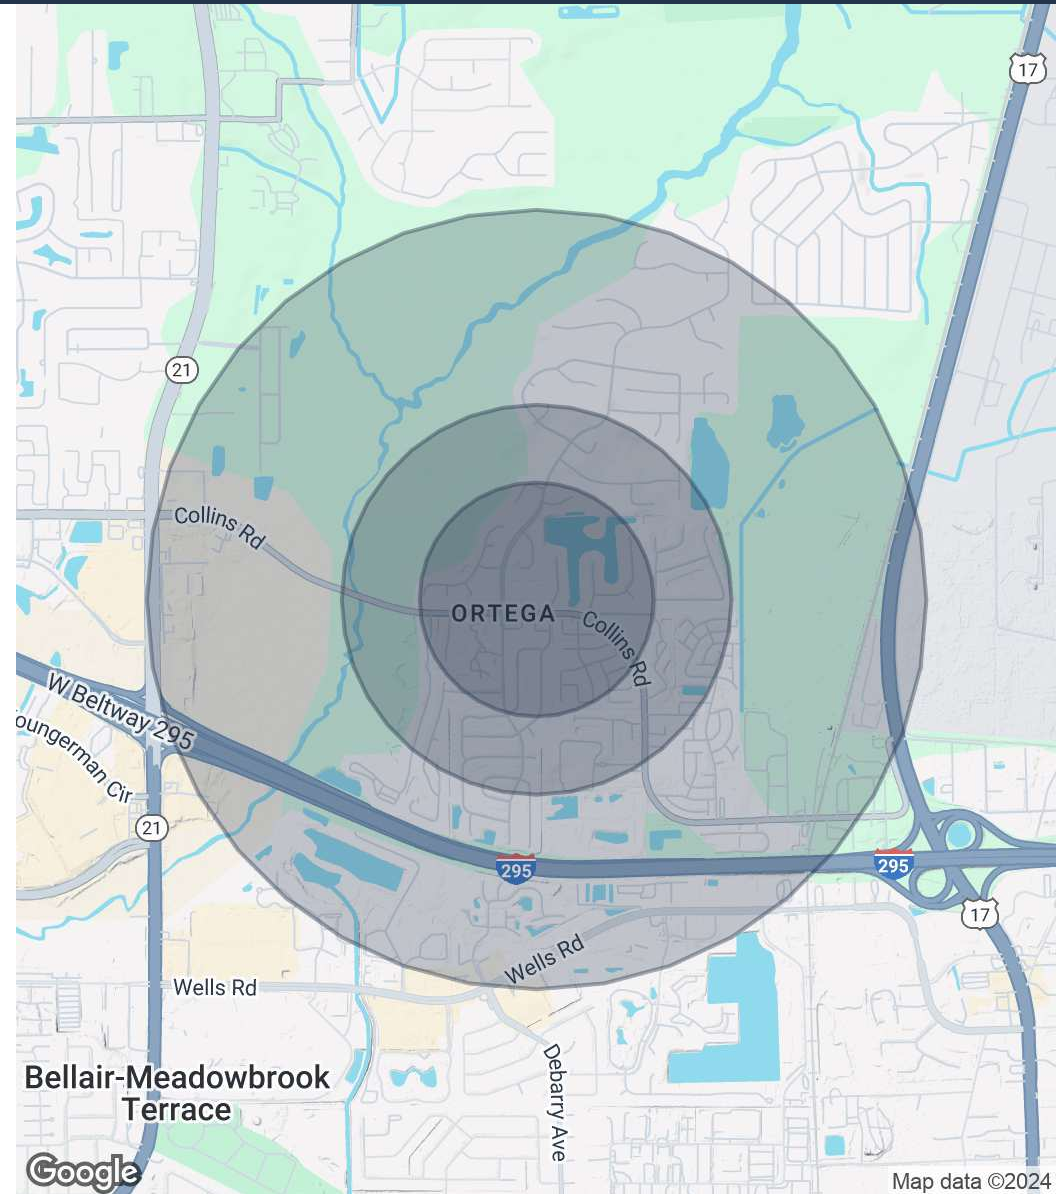 17
21
Collins Rd
ORTEGA
Collins Rd
W Beltway 295
oungerman Cir
21
295
295
17
Wells Rd
Wells Rd
Bellair-Meadowbrook
Terrace
Debarry Ave
Google
Map data ©2024